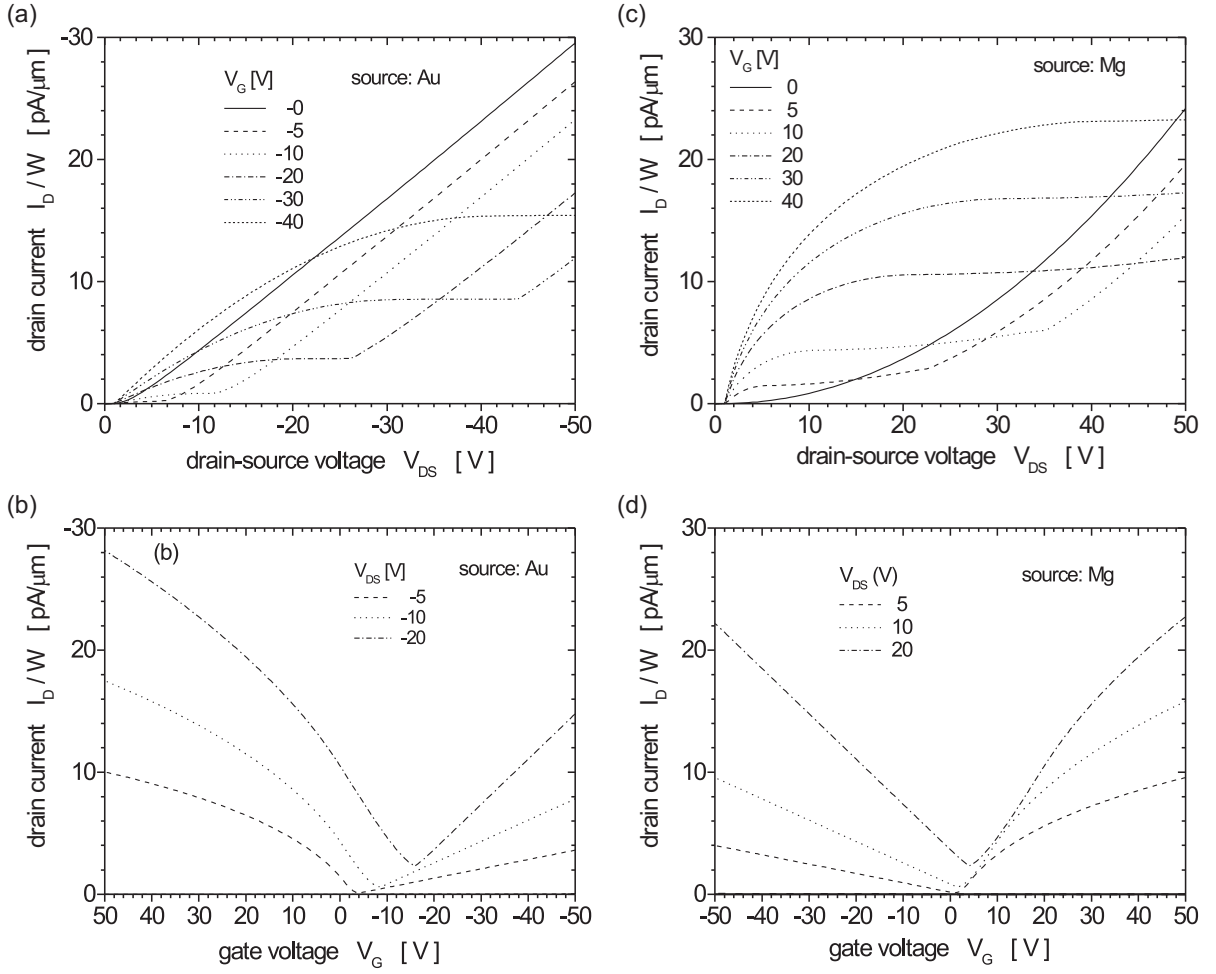 (a)
-30
20
10
0
drain current I_D / W [ pA/μm]
V_G [V]
-0
-5
-10
-20
-30
-40
source: Au
0 -10 -20 -30 -40 -50
drain-source voltage V_DS [ V]
(c)
30
20
10
0
drain current I_D / W [ pA/μm]
V_G [V]
0
5
10
20
30
40
source: Mg
0 10 20 30 40 50
drain-source voltage V_DS [ V]
(b)
-30
20
10
0
drain current I_D / W [ pA/μm]
(b)
V_DS [V]
-5
-10
-20
source: Au
50 40 30 20 10 0 -10 -20 -30 -40 -50
gate voltage V_G [ V]
(d)
30
20
10
0
drain current I_D / W [ pA/μm]
V_DS (V)
5
10
20
source: Mg
-50 -40 -30 -20 -10 0 10 20 30 40 50
gate voltage V_G [ V]